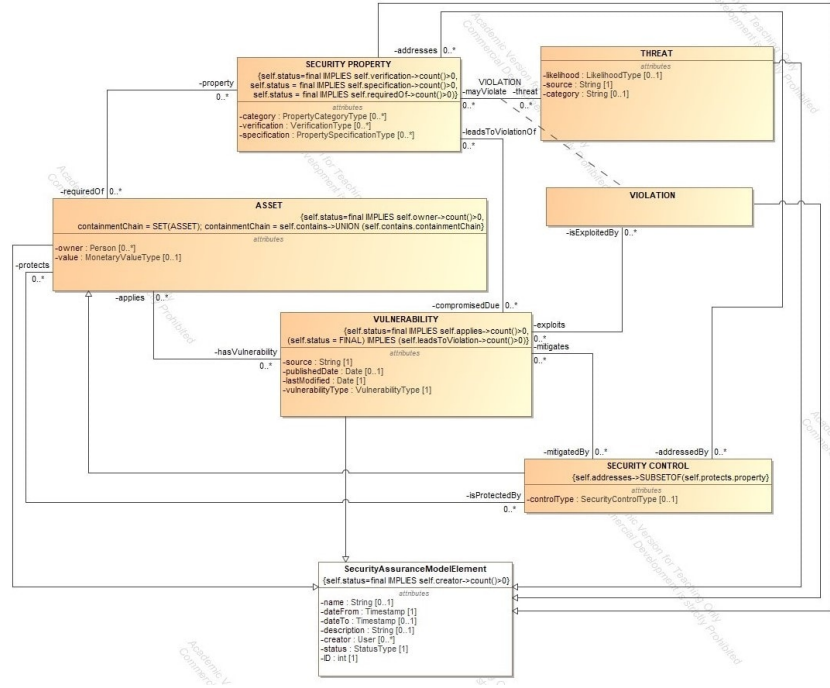 -addresses 0..*
SECURITY PROPERTY
{self.status=final IMPLIES self.verification->count()>0,
self.status = final IMPLIES self.specification->count()>0,
self.status = final IMPLIES self.requiredOf->count()>0)}
attributes
-category : PropertyCategoryType [0..*]
-verification : VerificationType [0..*]
-specification : PropertySpecificationType [0..*]
THREAT
attributes
-likelihood : LikelihoodType [0..1]
-source : String [1]
-category : String [0..1]
-property
0..*
VIOLATION
-mayViolate -threat
0..* 0..*
-leadsToViolationOf
0..*
-requiredOf 0..*
ASSET
{self.status=final IMPLIES self.owner->count()>0,
containmentChain = SET(ASSET); containmentChain = self.contains->UNION (self.contains.containmentChain}
attributes
-owner : Person [0..*]
-value : MonetaryValueType [0..1]
VIOLATION
-isExploitedBy
0..*
-protects
0..*
-applies 0..*
-compromisedDue 0..*
VULNERABILITY
{self.status=final IMPLIES self.applies->count()>0,
(self.status = FINAL) IMPLIES (self.leadsToViolation->count()>0)}
attributes
-source : String [1]
-publishedDate : Date [0..1]
-lastModified : Date [1]
-vulnerabilityType : VulnerabilityType [1]
-exploits
0..*
-mitigates
0..*
-hasVulnerability
0..*
-mitigatedBy 0..*
-addressedBy 0..*
SECURITY CONTROL
{self.addresses->SUBSETOF(self.protects.property}
attributes
-controlType : SecurityControlType [0..1]
-isProtectedBy
0..*
SecurityAssuranceModelElement
{self.status=final IMPLIES self.creator->count()>0}
attributes
-name : String [0..1]
-dateFrom : Timestamp [1]
-dateTo : Timestamp [0..1]
-description : String [0..1]
-creator : User [0..*]
-status : StatusType [1]
-ID : int [1]